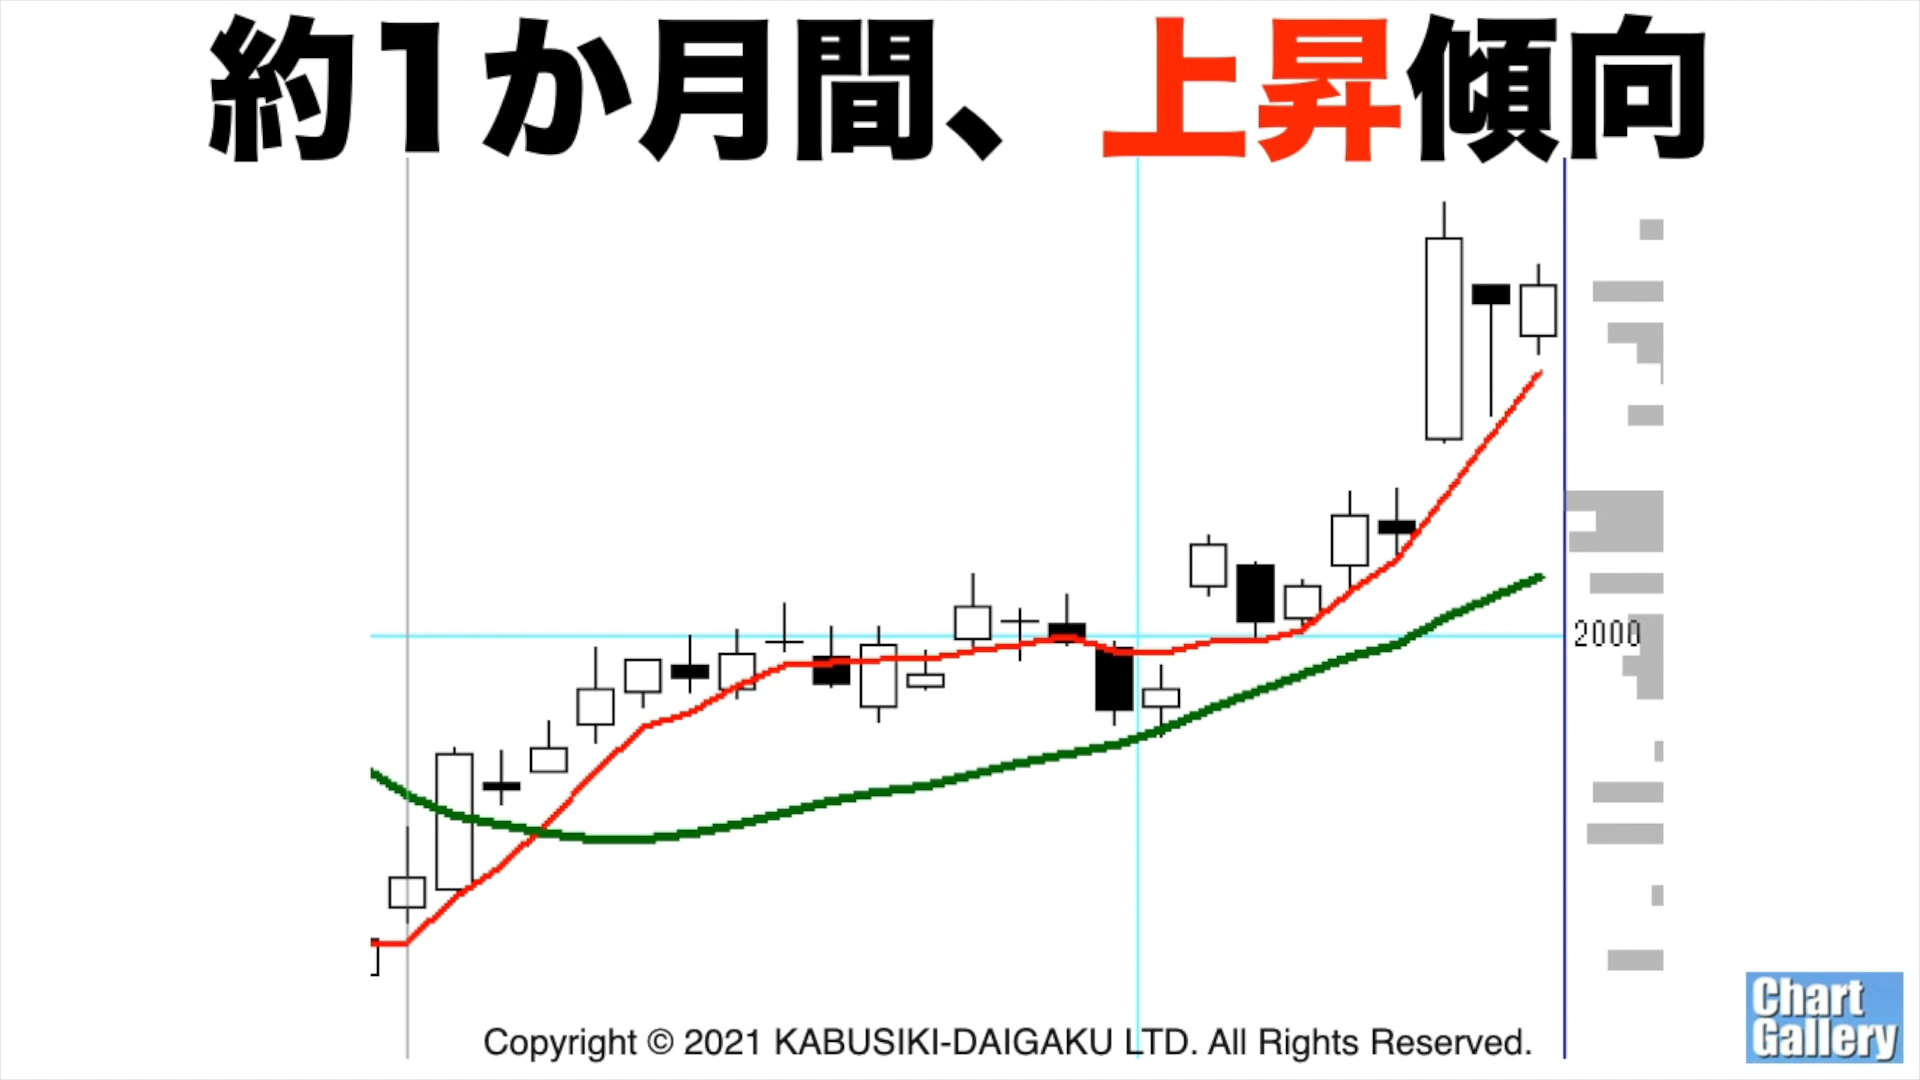 約1か月間、上昇傾向
2000
Copyright © 2021 KABUSIKI-DAIGAKU LTD. All Rights Reserved.
Chart
Gallery